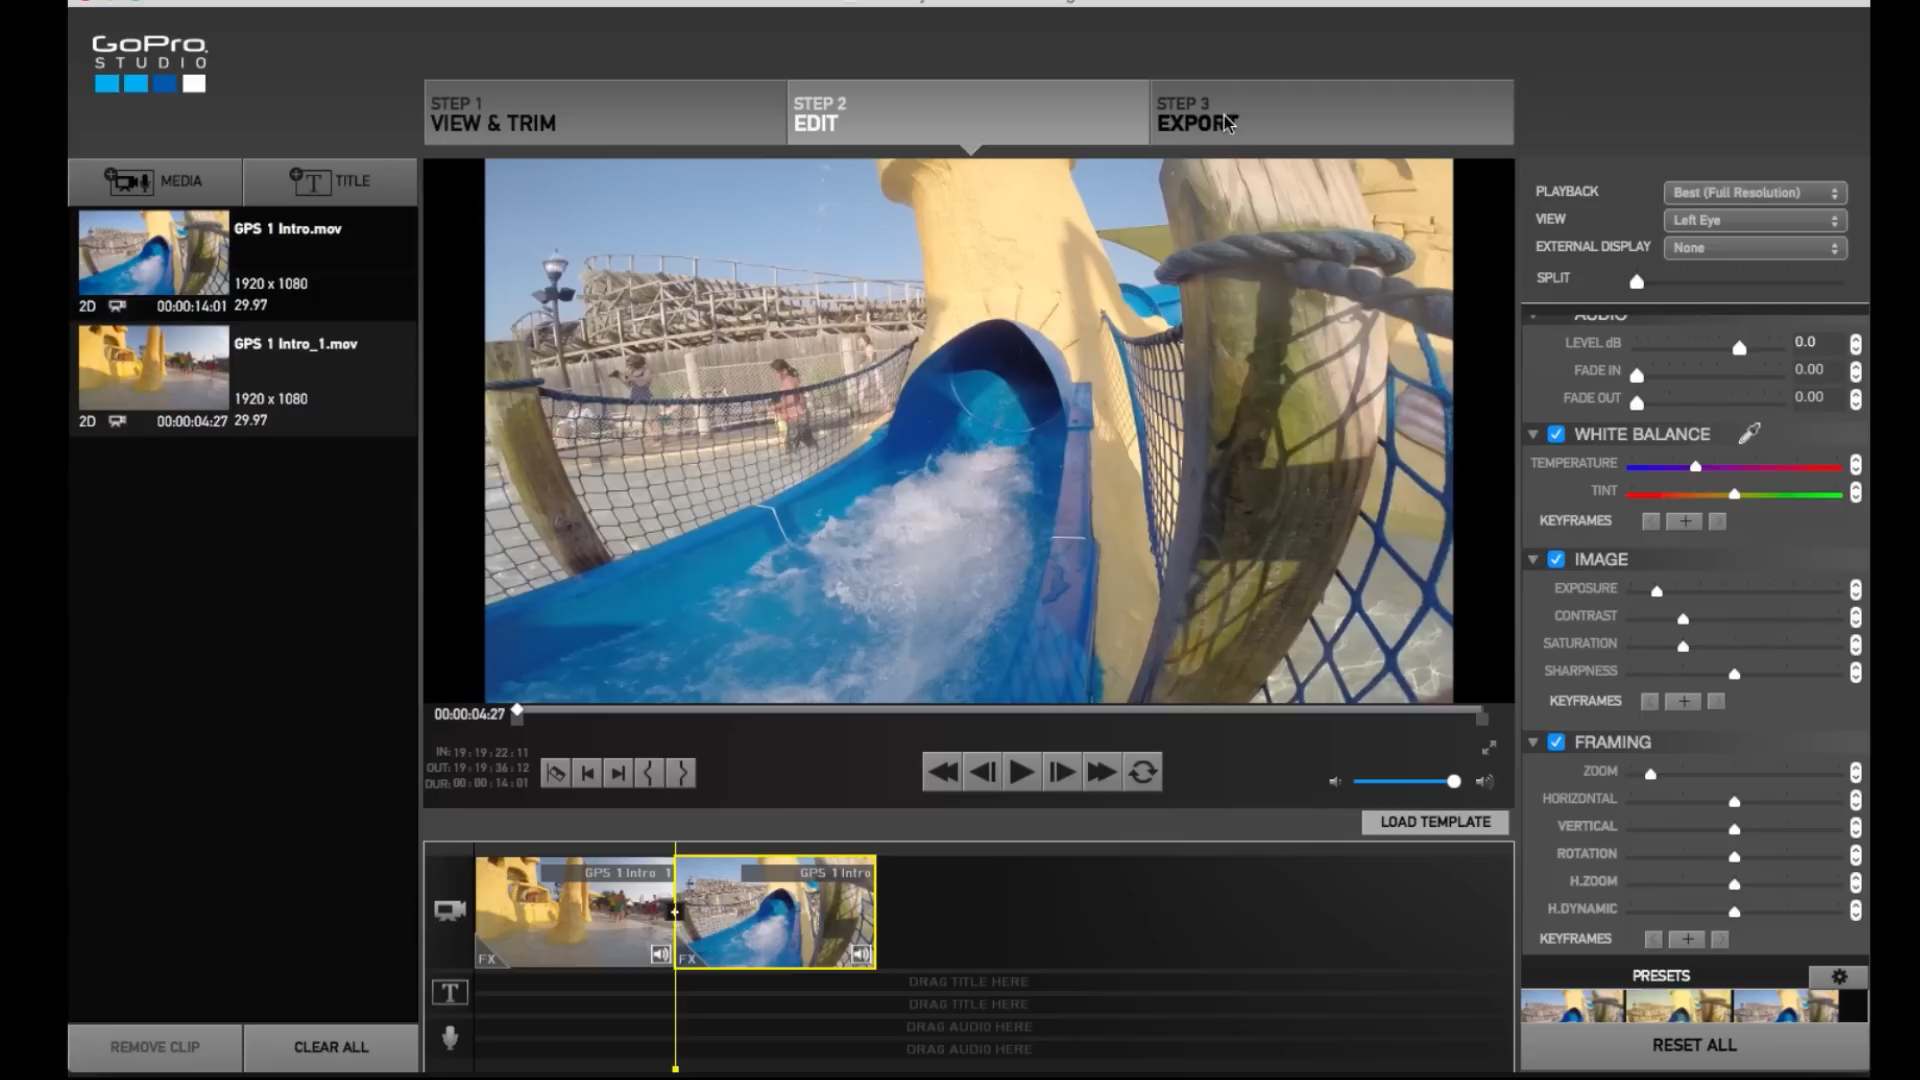 GoPro
STUDIO
STEP 1
VIEW & TRIM
STEP 2
EDIT
STEP 3
EXPORT
MEDIA
TITLE
GPS 1 Intro.mov
1920 x 1080
2D 00:00:14:01 29.97
GPS 1 Intro_1.mov
1920 x 1080
2D 00:00:04:27 29.97
REMOVE CLIP
CLEAR ALL
00:00:04:27
IN: 19:19:22:11
OUT: 19:19:36:12
DUR: 00:00:14:01
LOAD TEMPLATE
GPS 1 Intro 1
GPS 1 Intro
FX
FX
T
DRAG TITLE HERE
DRAG TITLE HERE
DRAG AUDIO HERE
DRAG AUDIO HERE
PLAYBACK Best (Full Resolution)
VIEW Left Eye
EXTERNAL DISPLAY None
SPLIT
AUDIO
LEVEL dB 0.0
FADE IN 0.00
FADE OUT 0.00
WHITE BALANCE
TEMPERATURE
TINT
KEYFRAMES
IMAGE
EXPOSURE
CONTRAST
SATURATION
SHARPNESS
KEYFRAMES
FRAMING
ZOOM
HORIZONTAL
VERTICAL
ROTATION
H.ZOOM
H.DYNAMIC
KEYFRAMES
PRESETS
RESET ALL